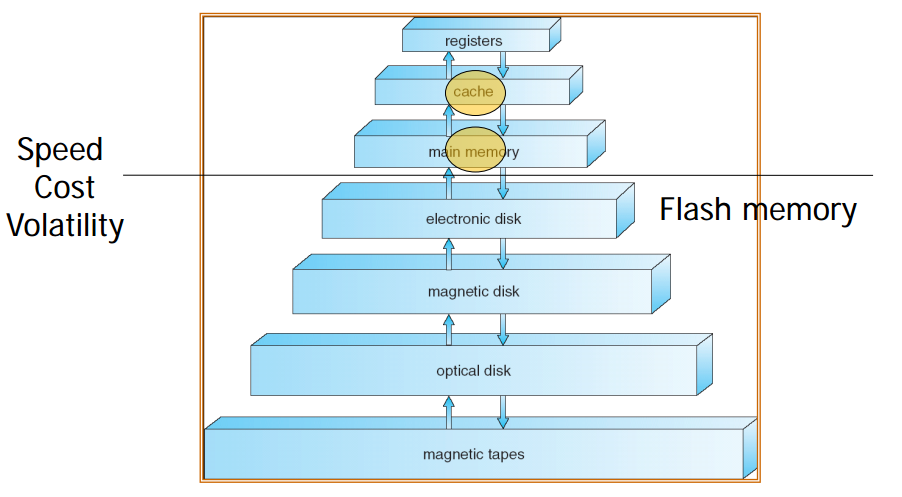 registers
cache
main memory
Speed
Cost
Volatility
electronic disk
Flash memory
magnetic disk
optical disk
magnetic tapes